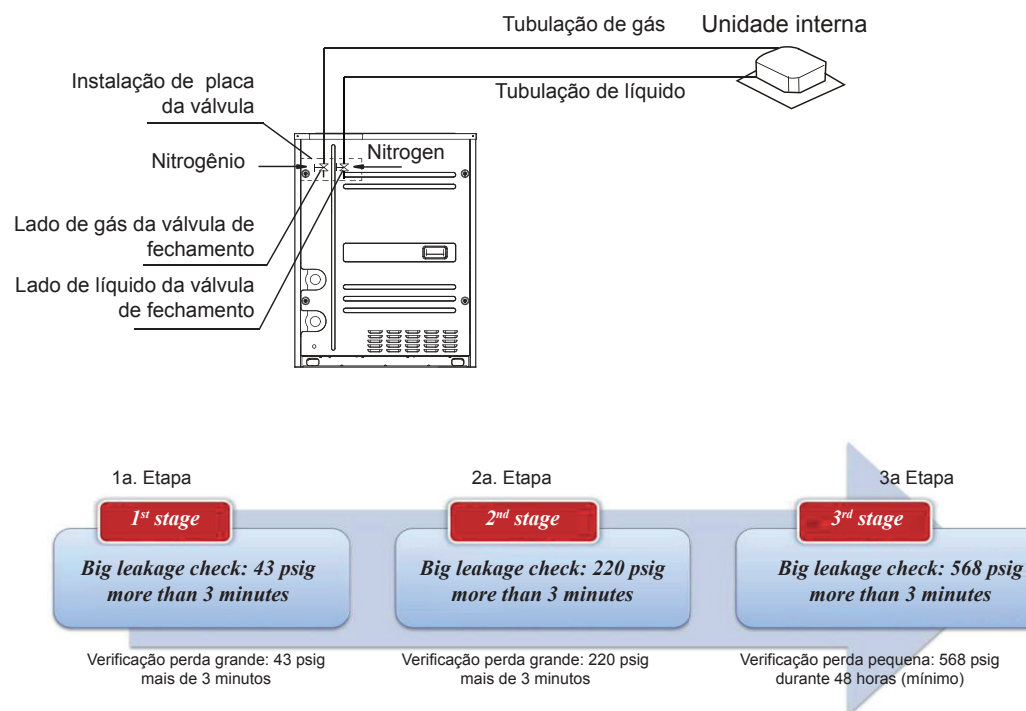 Tubulação de gás
Unidade interna
Instalação de placa
da válvula
Tubulação de líquido
Nitrogênio
Nitrogen
Lado de gás da válvula de
fechamento
Lado de líquido da válvula
de fechamento
1a. Etapa
2a. Etapa
3a Etapa
1st stage
2nd stage
3rd stage
Big leakage check: 43 psig
more than 3 minutes
Big leakage check: 220 psig
more than 3 minutes
Big leakage check: 568 psig
more than 3 minutes
Verificação perda grande: 43 psig
mais de 3 minutos
Verificação perda grande: 220 psig
mais de 3 minutos
Verificação perda pequena: 568 psig
durante 48 horas (mínimo)